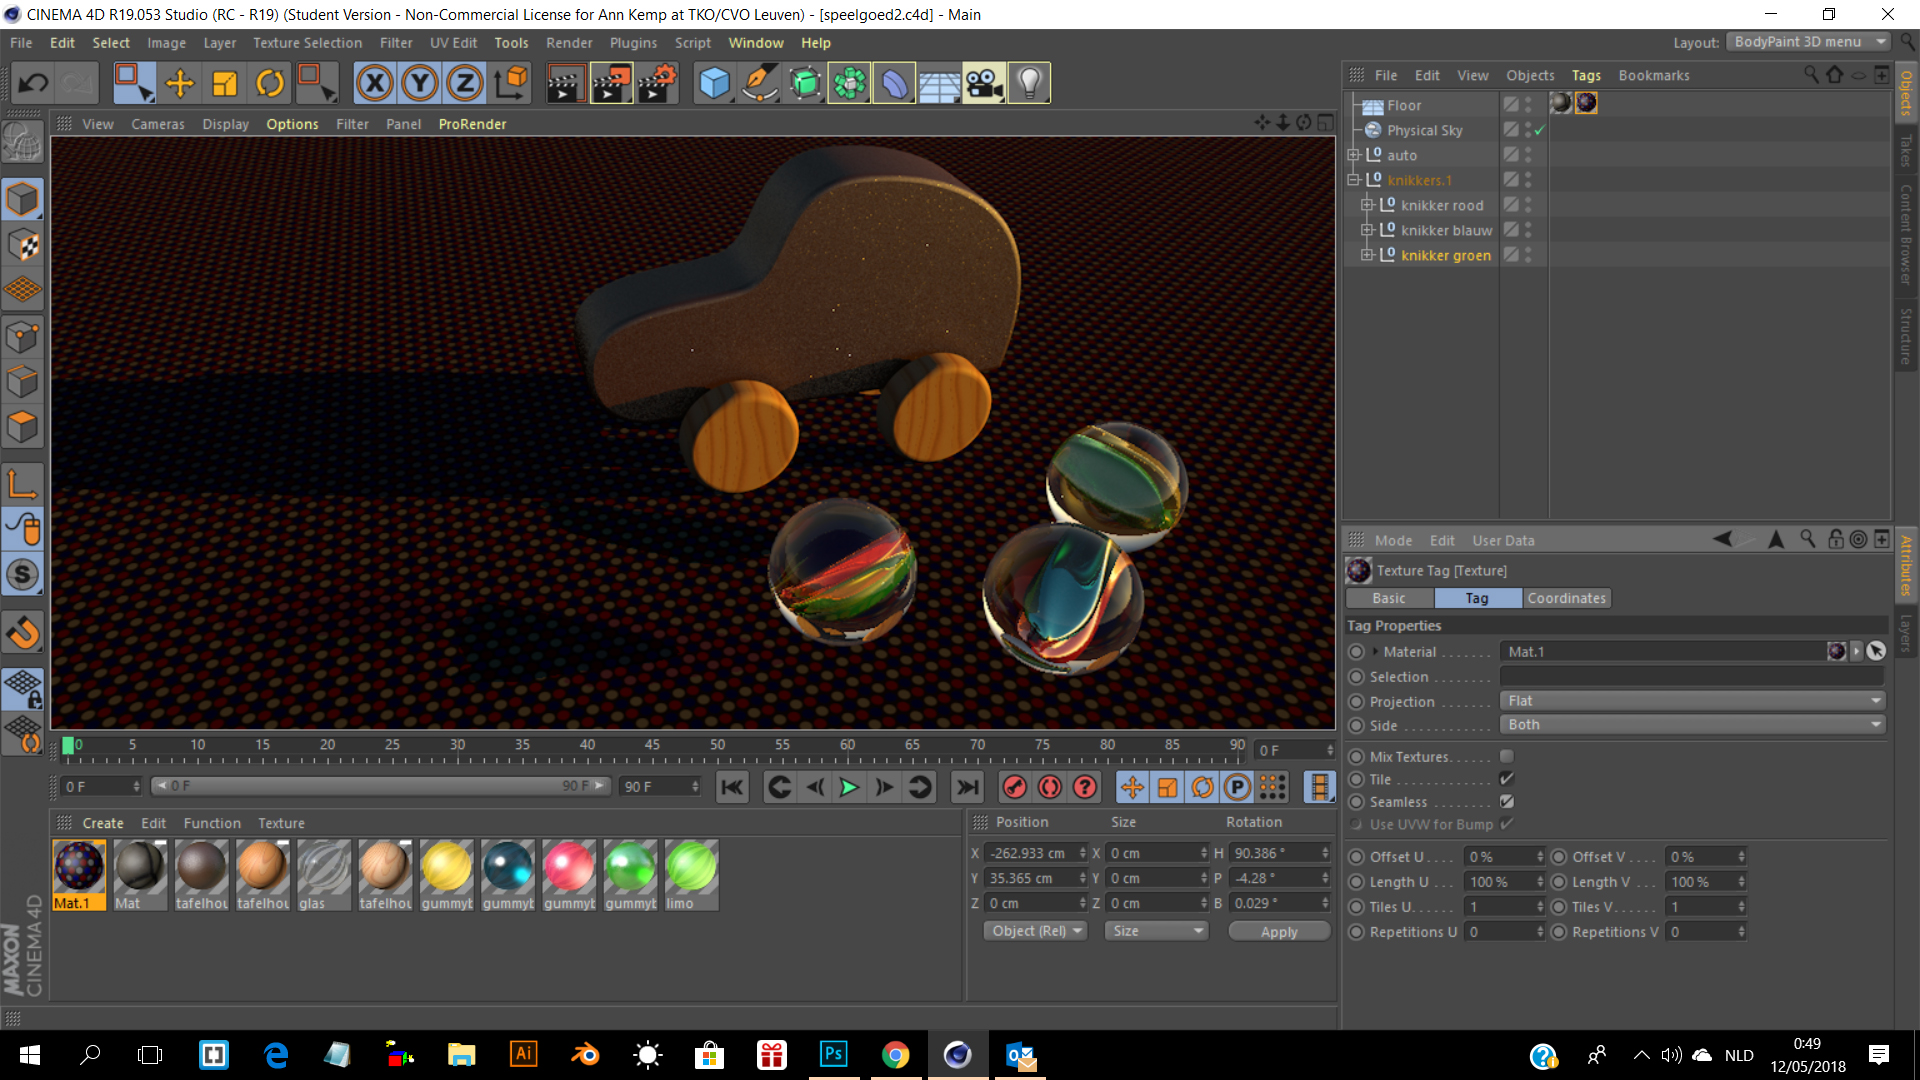 CINEMA 4D R19.053 Studio (RC - R19) (Student Version - Non-Commercial License for Ann Kemp at TKO/CVO Leuven) - [speelgoed2.c4d] - Main
File Edit Select Image Layer Texture Selection Filter UV Edit Tools Render Plugins Script Window Help
Layout: BodyPaint 3D menu
X Y Z
File Edit View Objects Tags Bookmarks
View Cameras Display Options Filter Panel ProRender
Floor
Physical Sky
auto
knikkers.1
knikker rood
knikker blauw
knikker groen
Objects
Takes
Content Browser
Structure
Mode Edit User Data
Texture Tag [Texture]
Basic Tag Coordinates
Tag Properties
Material Mat.1
Selection
Projection Flat
Side Both
Mix Textures
Tile
Seamless
Use UVW for Bump
Offset U 0 % Offset V 0 %
Length U 100 % Length V 100 %
Tiles U 1 Tiles V 1
Repetitions U 0 Repetitions V 0
Attributes
Layers
0 5 10 15 20 25 30 35 40 45 50 55 60 65 70 75 80 85 90 0 F
0 F 0 F 90 F 90 F
Create Edit Function Texture
Mat.1 Mat tafelhou tafelhou glas tafelhou gummyb gummyb gummyb gummyb limo
Position Size Rotation
X -262.933 cm X 0 cm H 90.386 °
Y 35.365 cm Y 0 cm P -4.28 °
Z 0 cm Z 0 cm B 0.029 °
Object (Rel) Size Apply
MAXON
CINEMA 4D
Ai
Ps
NLD
0:49
12/05/2018